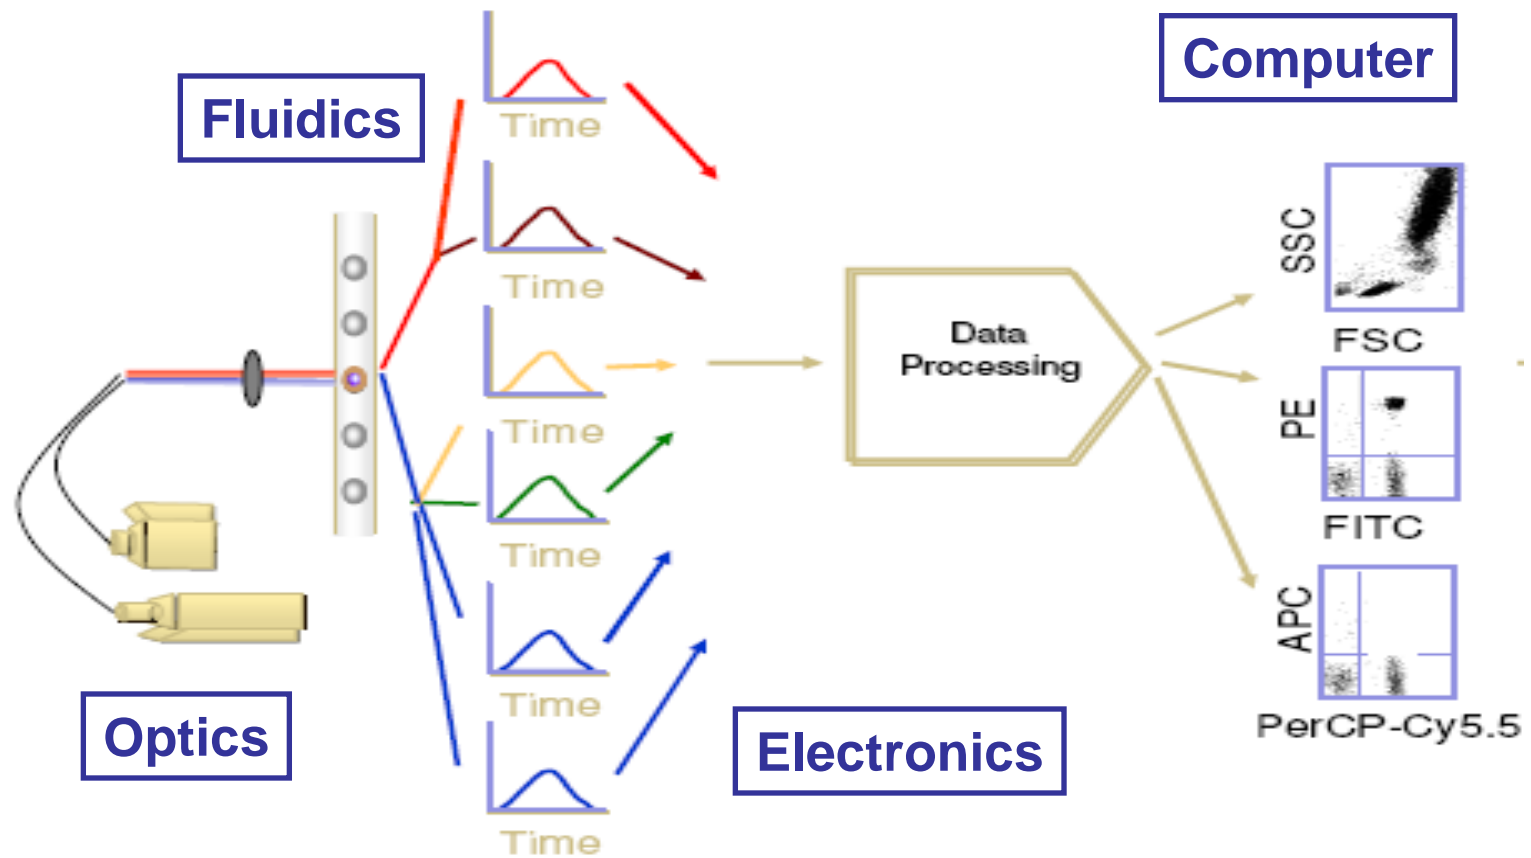 Computer
Fluidics
Time
Time
Time
Time
Time
Time
Optics
Electronics
Data
Processing
SSC
FSC
PE
FITC
APC
PerCP-Cy5.5